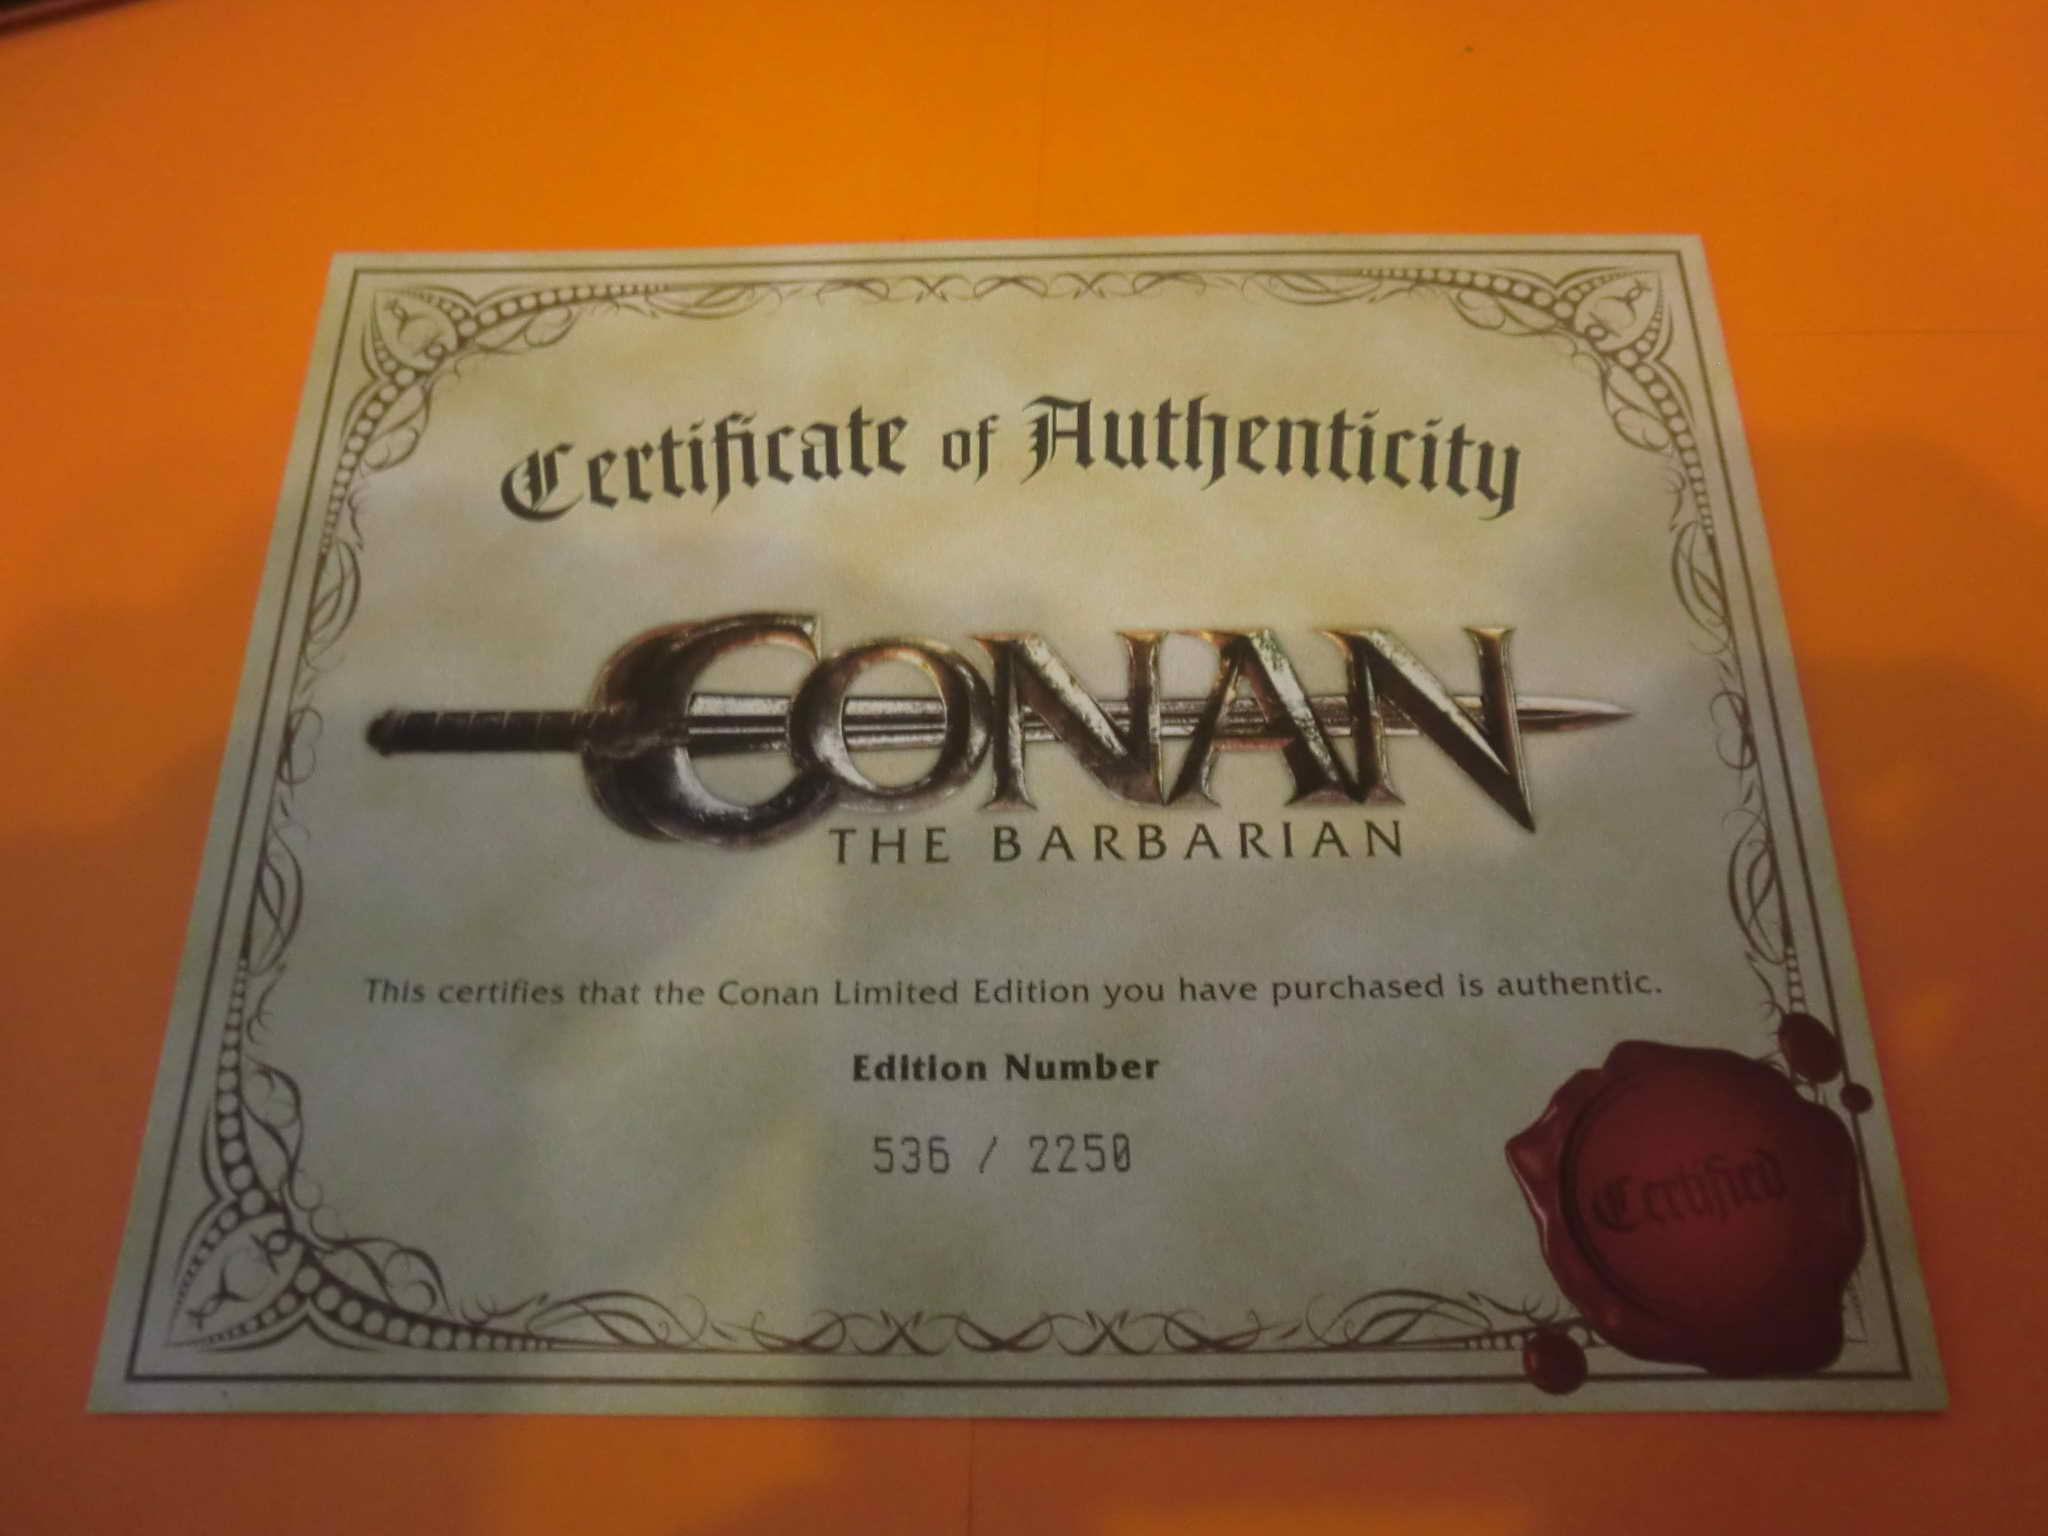 Certificate of Authenticity
CONAN
THE BARBARIAN
This certifies that the Conan Limited Edition you have purchased is authentic.
Edition Number
536 / 2250
Certified